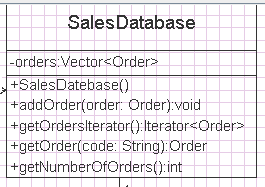 SalesDatabase
-orders:Vector<Order>
+SalesDatebase()
+addOrder(order: Order):void
+getOrdersIterator():Iterator<Order>
+getOrder(code: String):Order
+getNumberOfOrders():int